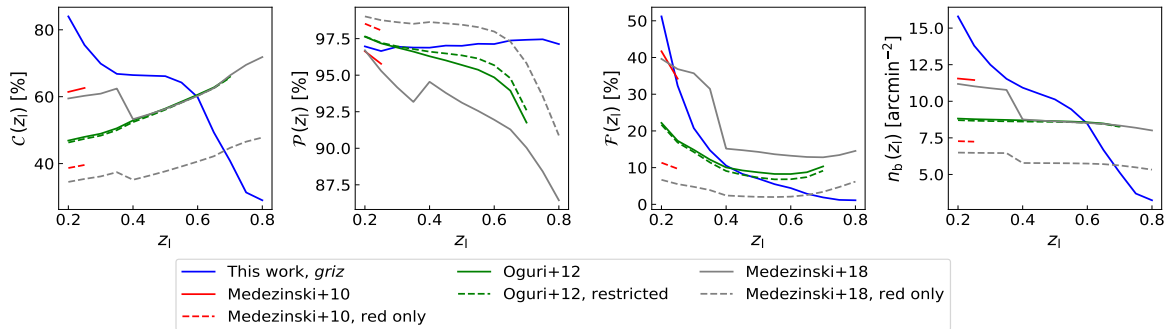 C(z_l) [%]
80
60
40
0.2 0.4 0.6 0.8
z_l
P(z_l) [%]
97.5
95.0
92.5
90.0
87.5
0.2 0.4 0.6 0.8
z_l
F(z_l) [%]
50
40
30
20
10
0
0.2 0.4 0.6 0.8
z_l
n_b(z_l) [arcmin⁻²]
15.0
12.5
10.0
7.5
5.0
0.2 0.4 0.6 0.8
z_l
This work, griz
Medezinski+10
Medezinski+10, red only
Oguri+12
Oguri+12, restricted
Medezinski+18
Medezinski+18, red only